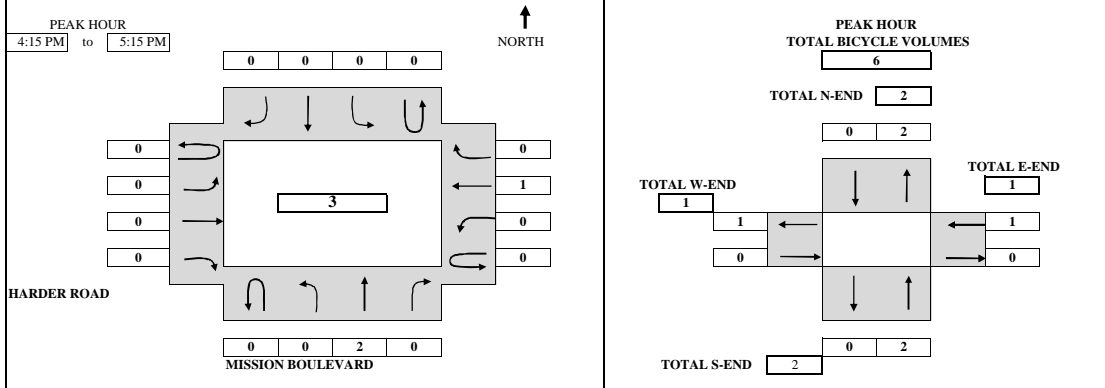 PEAK HOUR
4:15 PM to 5:15 PM
NORTH
0 0 0 0
0 0
0 1
3
0 0
0 0
HARDER ROAD
0 0 2 0
MISSION BOULEVARD
PEAK HOUR
TOTAL BICYCLE VOLUMES
6
TOTAL N-END 2
0 2
TOTAL E-END
1
TOTAL W-END
1
1 1
0 0
0 2
TOTAL S-END 2